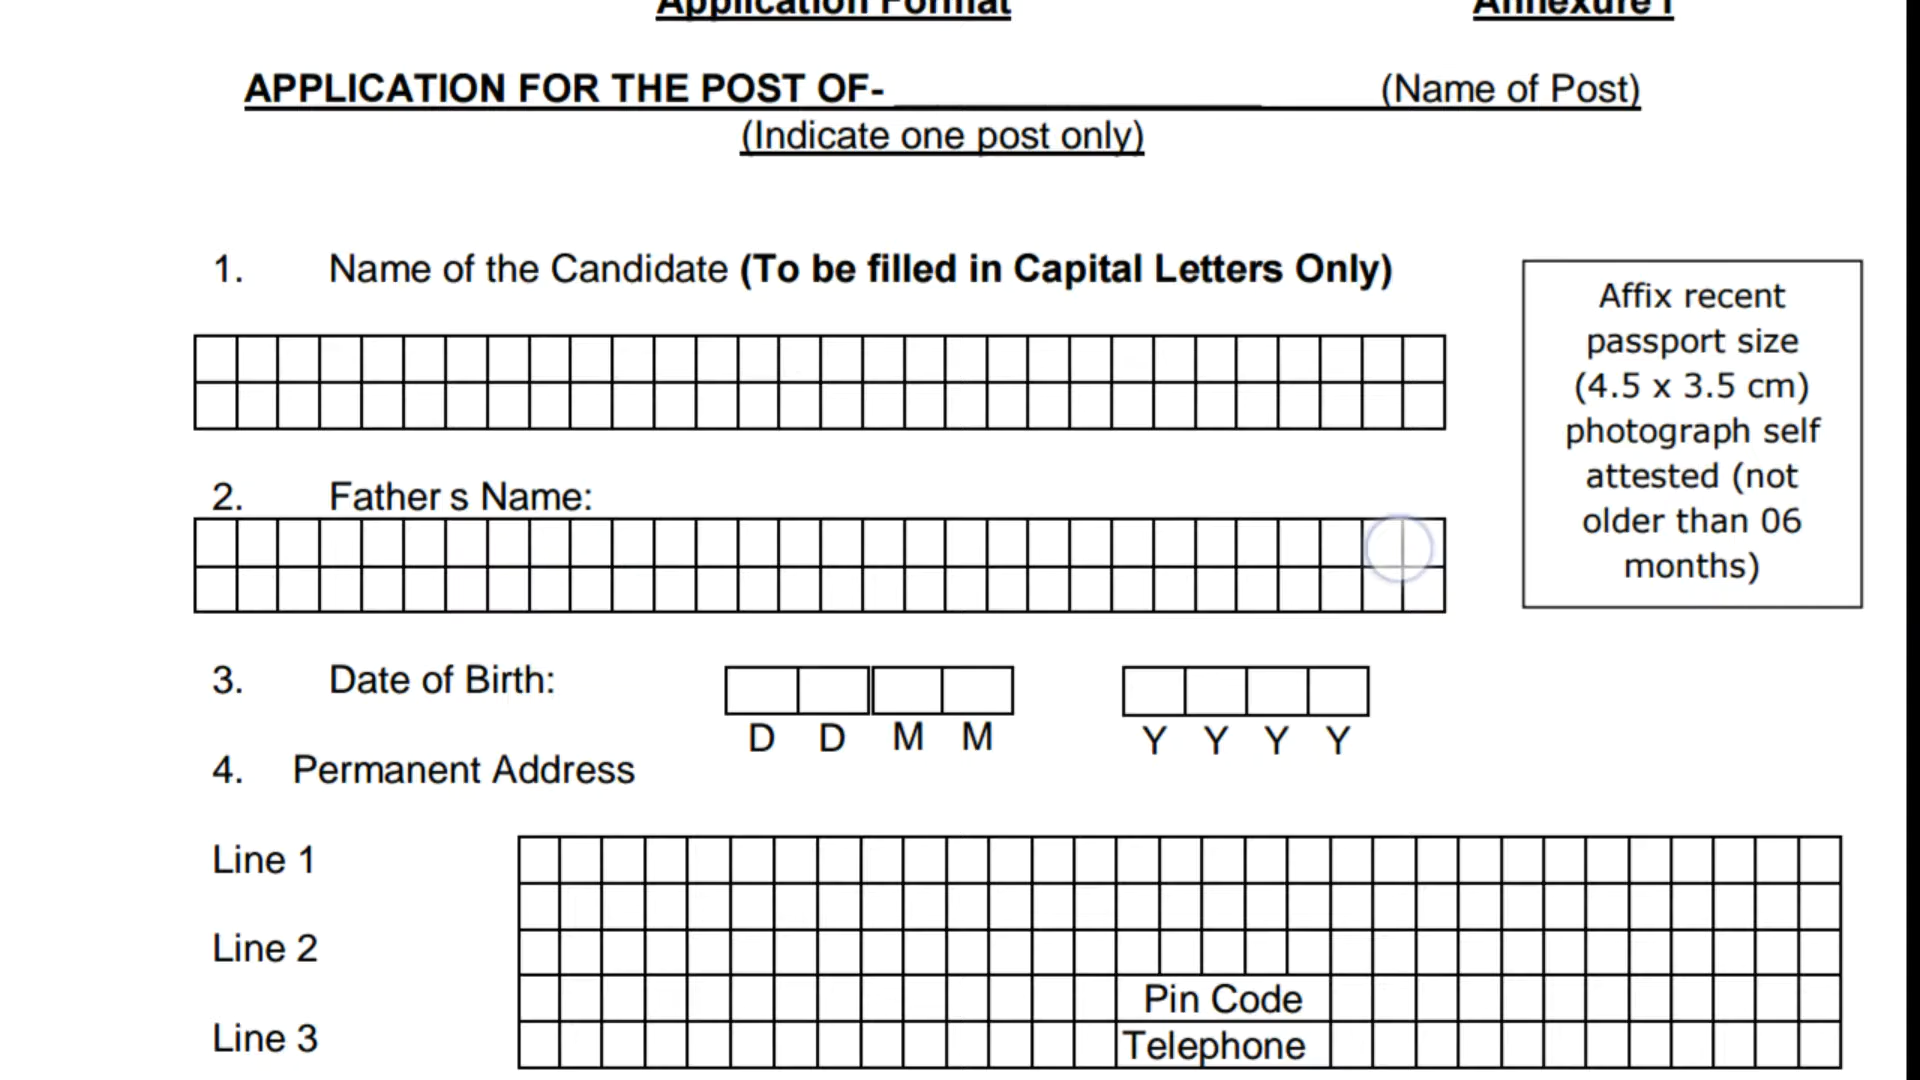 Application Format Annexure I
APPLICATION FOR THE POST OF- (Name of Post)
(Indicate one post only)
1. Name of the Candidate (To be filled in Capital Letters Only)
Affix recent
passport size
(4.5 x 3.5 cm)
photograph self
attested (not
older than 06
months)
2. Father s Name:
3. Date of Birth:
D D M M Y Y Y Y
4. Permanent Address
Line 1
Line 2
Pin Code
Line 3
Telephone